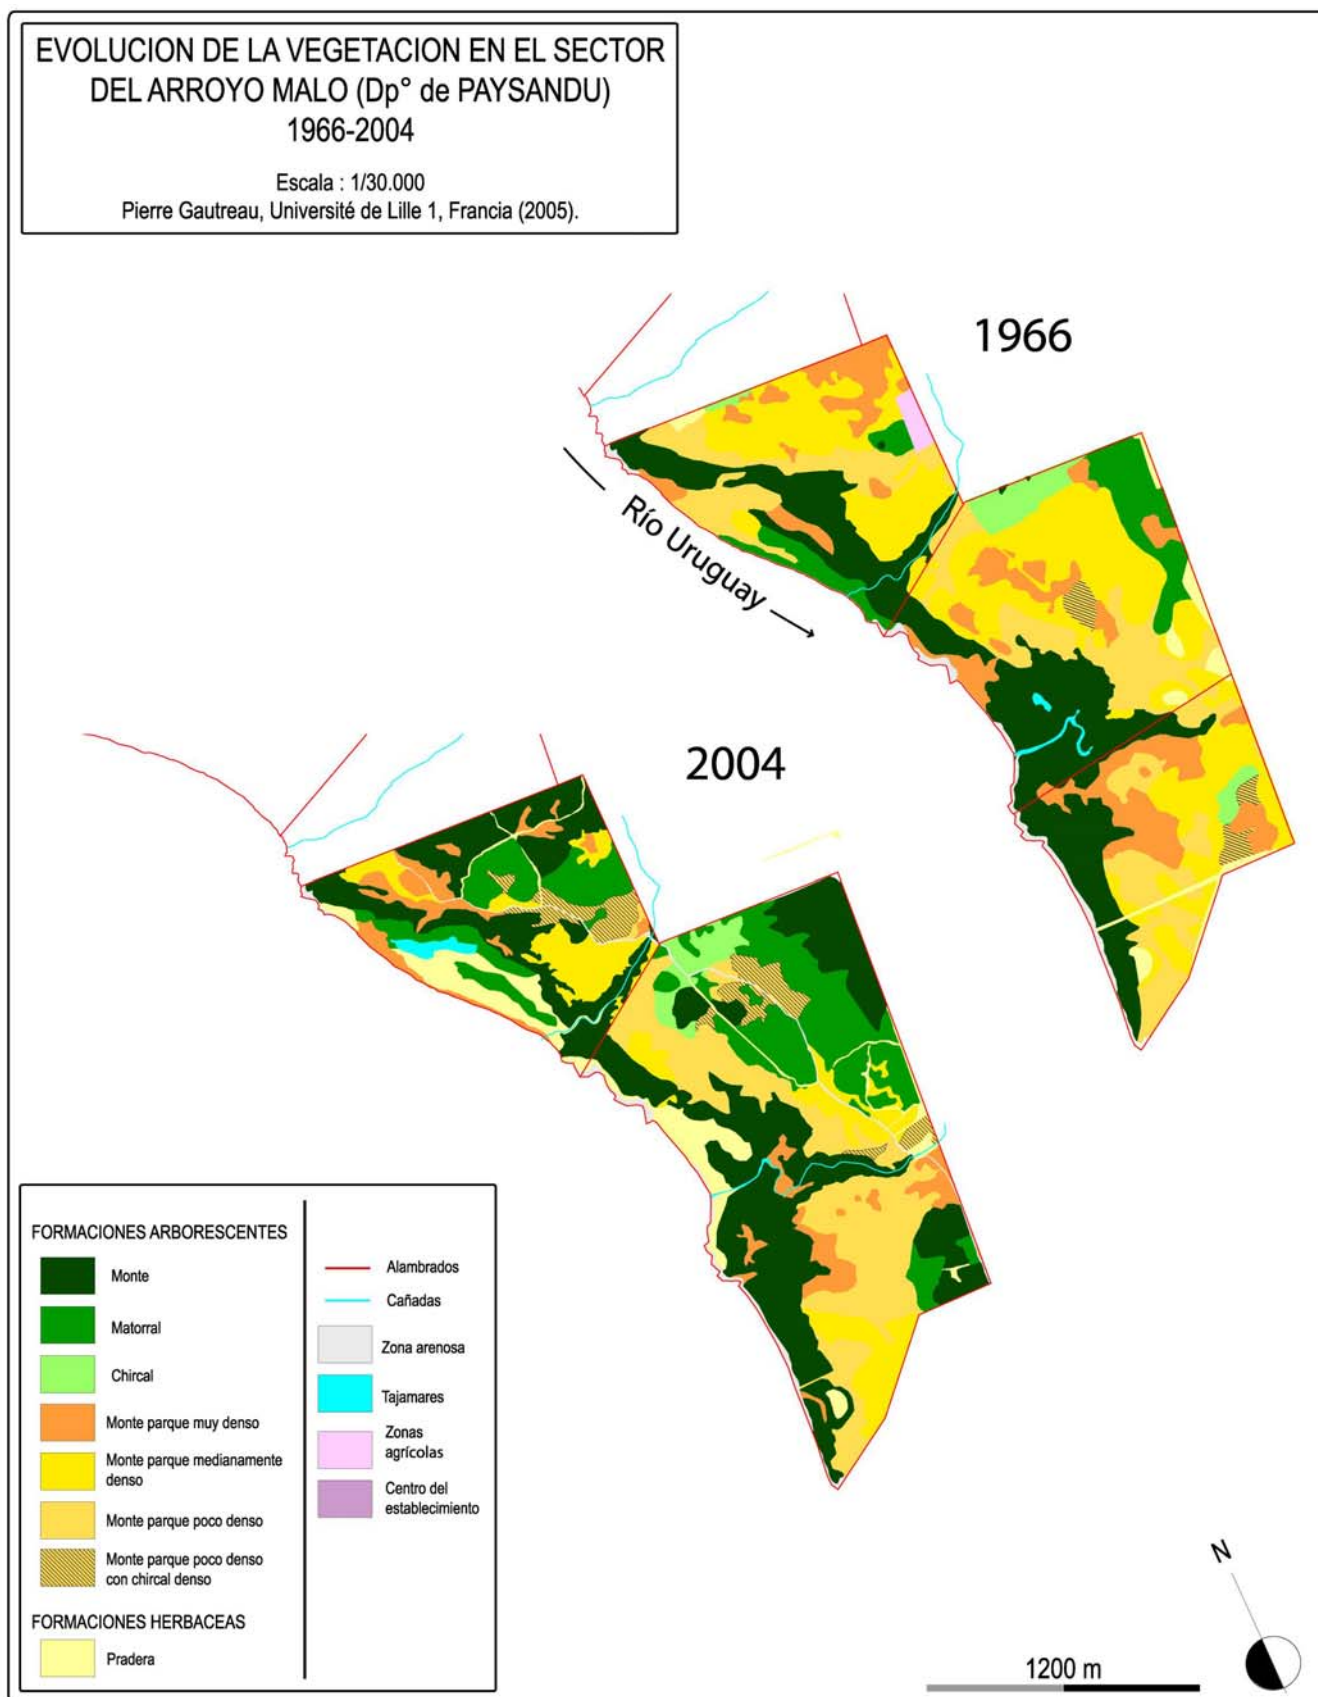 EVOLUCION DE LA VEGETACION EN EL SECTOR
DEL ARROYO MALO (Dp° de PAYSANDU)
1966-2004
Escala : 1/30.000
Pierre Gautreau, Université de Lille 1, Francia (2005).
1966
Río Uruguay
2004
FORMACIONES ARBORESCENTES
Monte
Matorral
Chircal
Monte parque muy denso
Monte parque medianamente
denso
Monte parque poco denso
Monte parque poco denso
con chircal denso
FORMACIONES HERBACEAS
Pradera
Alambrados
Cañadas
Zona arenosa
Tajamares
Zonas
agrícolas
Centro del
establecimiento
N
1200 m